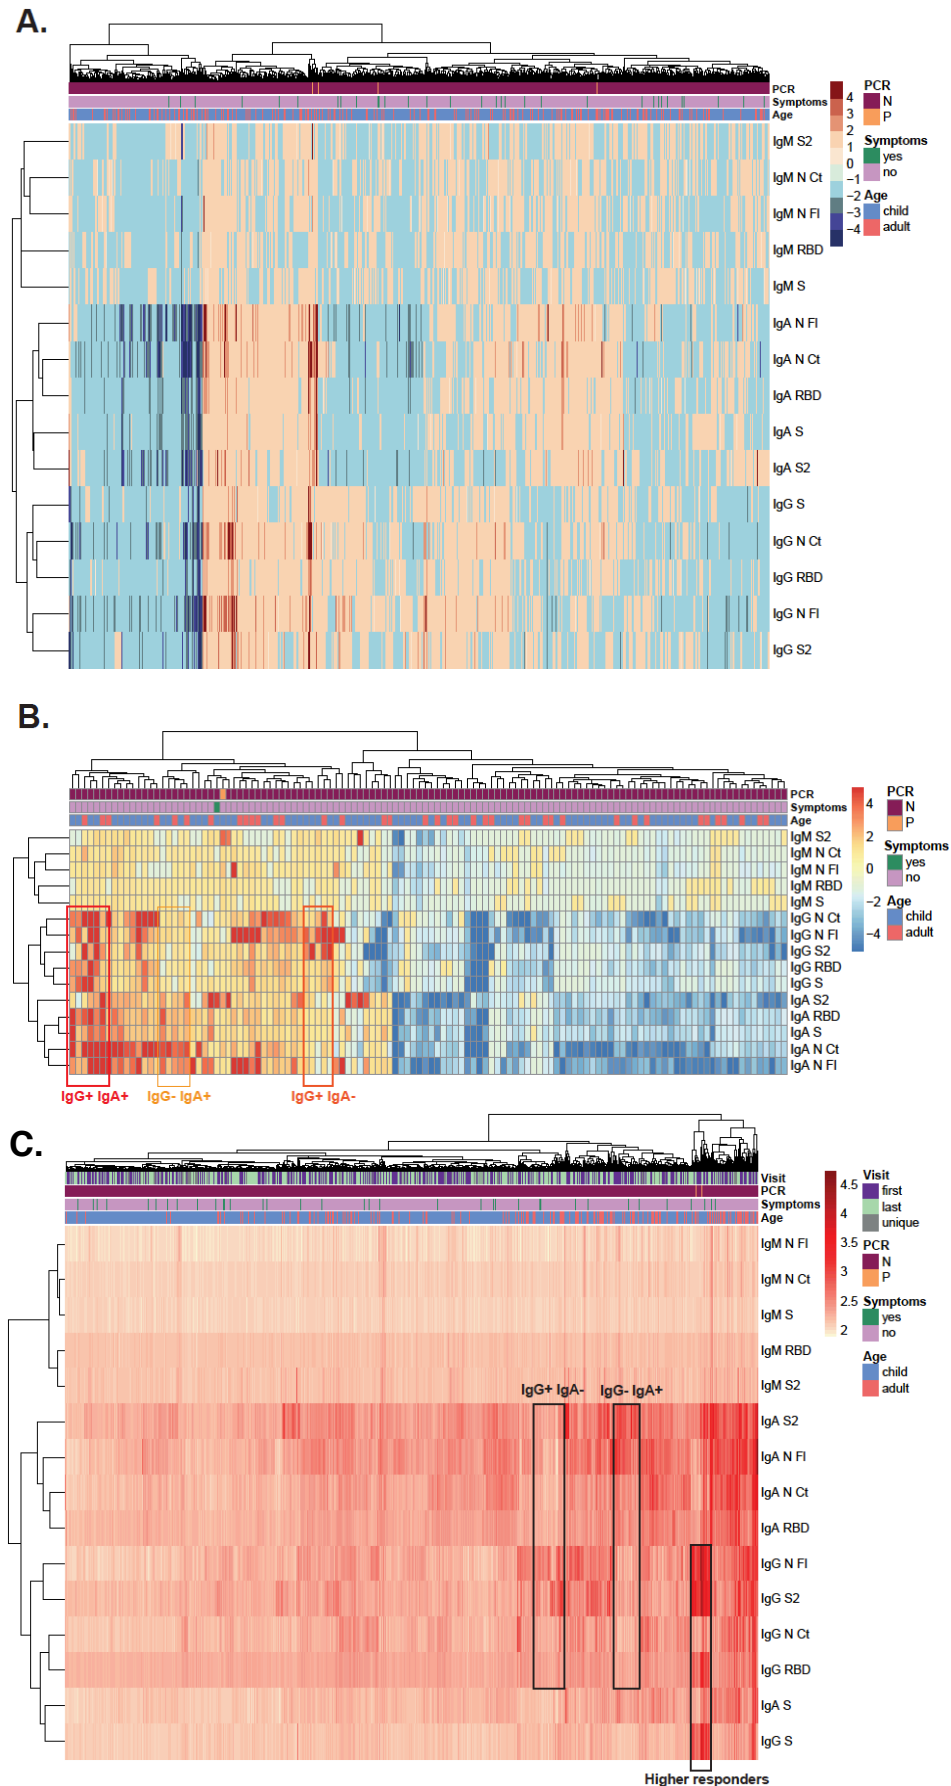 A.
PCR
Symptoms
Age
IgM S2
IgM N Ct
IgM N Fl
IgM RBD
IgM S
IgA N Fl
IgA N Ct
IgA RBD
IgA S
IgA S2
IgG S
IgG N Ct
IgG RBD
IgG N Fl
IgG S2
4
3
2
1
0
−1
−2
−3
−4
PCR
N
P
Symptoms
yes
no
Age
child
adult
B.
PCR
Symptoms
Age
IgM S2
IgM N Ct
IgM N Fl
IgM RBD
IgM S
IgG N Ct
IgG N Fl
IgG S2
IgG RBD
IgG S
IgA S2
IgA RBD
IgA S
IgA N Ct
IgA N Fl
4
2
0
−2
−4
PCR
N
P
Symptoms
yes
no
Age
child
adult
IgG+ IgA+
IgG- IgA+
IgG+ IgA-
C.
Visit
PCR
Symptoms
Age
IgM N Fl
IgM N Ct
IgM S
IgM RBD
IgM S2
IgG+ IgA-
IgG- IgA+
IgA S2
IgA N Fl
IgA N Ct
IgA RBD
IgG N Fl
IgG S2
IgG N Ct
IgG RBD
IgA S
IgG S
Higher responders
4.5
4
3.5
3
2.5
2
Visit
first
last
unique
PCR
N
P
Symptoms
yes
no
Age
child
adult